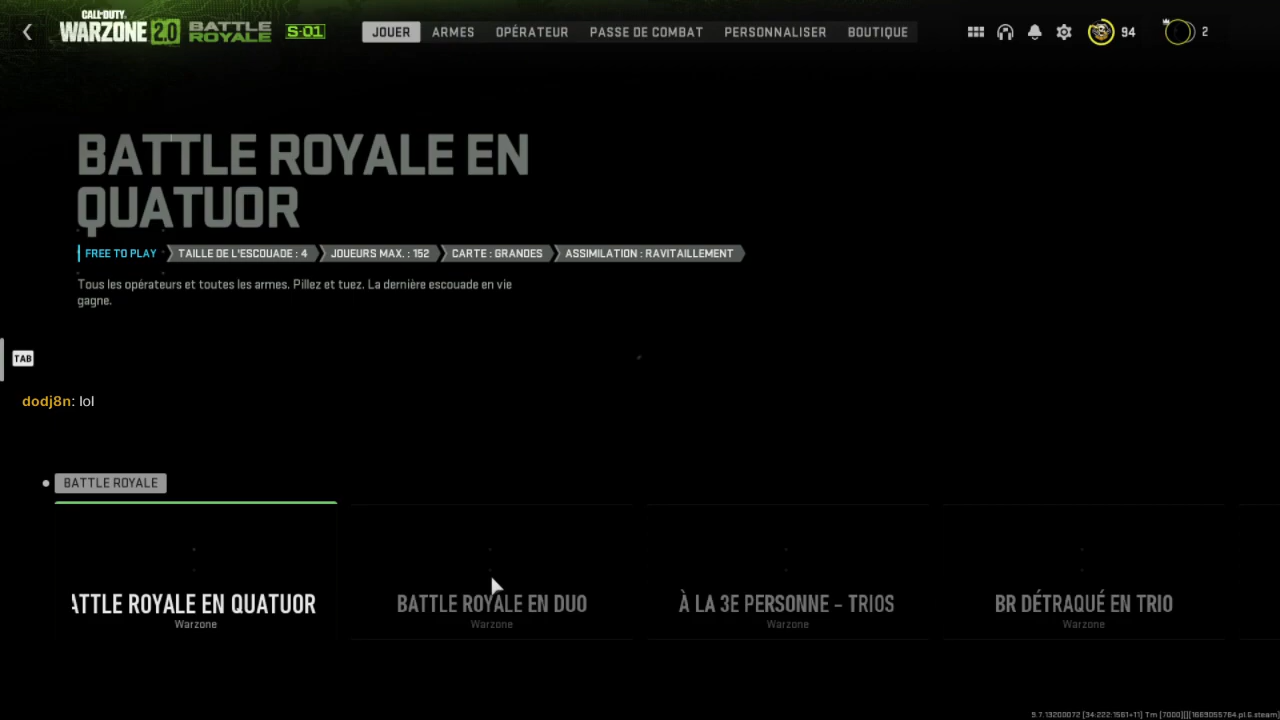 CALL·DUTY
WARZONE 2.0 BATTLE ROYALE S-01
JOUER ARMES OPÉRATEUR PASSE DE COMBAT PERSONNALISER BOUTIQUE 94 2
BATTLE ROYALE EN
QUATUOR
FREE TO PLAY TAILLE DE L'ESCOUADE : 4 JOUEURS MAX. : 152 CARTE : GRANDES ASSIMILATION : RAVITAILLEMENT
Tous les opérateurs et toutes les armes. Pillez et tuez. La dernière escouade en vie
gagne.
TAB
dodj8n: lol
BATTLE ROYALE
ATTLE ROYALE EN QUATUOR BATTLE ROYALE EN DUO À LA 3E PERSONNE – TRIOS BR DÉTRAQUÉ EN TRIO
Warzone Warzone Warzone Warzone